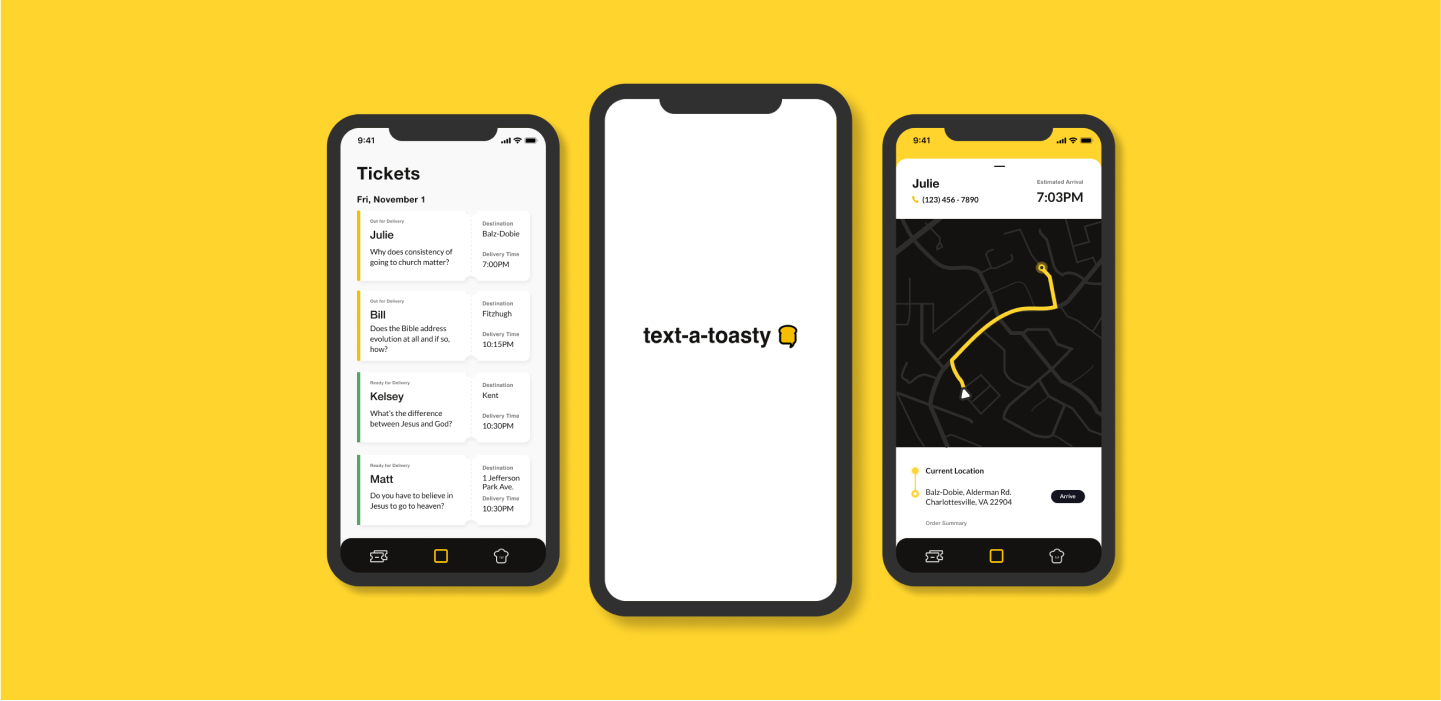 9:41
Tickets
Fri, November 1
Out for Delivery
Julie
Why does consistency of
going to church matter?
Destination
Balz-Dobie
Delivery Time
7:00PM
Out for Delivery
Bill
Does the Bible address
evolution at all and if so,
how?
Destination
Fitzhugh
Delivery Time
10:15PM
Ready for Delivery
Kelsey
What's the difference
between Jesus and God?
Destination
Kent
Delivery Time
10:30PM
Ready for Delivery
Matt
Do you have to believe in
Jesus to go to heaven?
Destination
1 Jefferson
Park Ave.
Delivery Time
10:30PM
text-a-toasty
9:41
Julie
(123) 456 - 7890
Estimated Arrival
7:03PM
Current Location
Balz-Dobie, Alderman Rd.
Charlottesville, VA 22904
Arrive
Order Summary